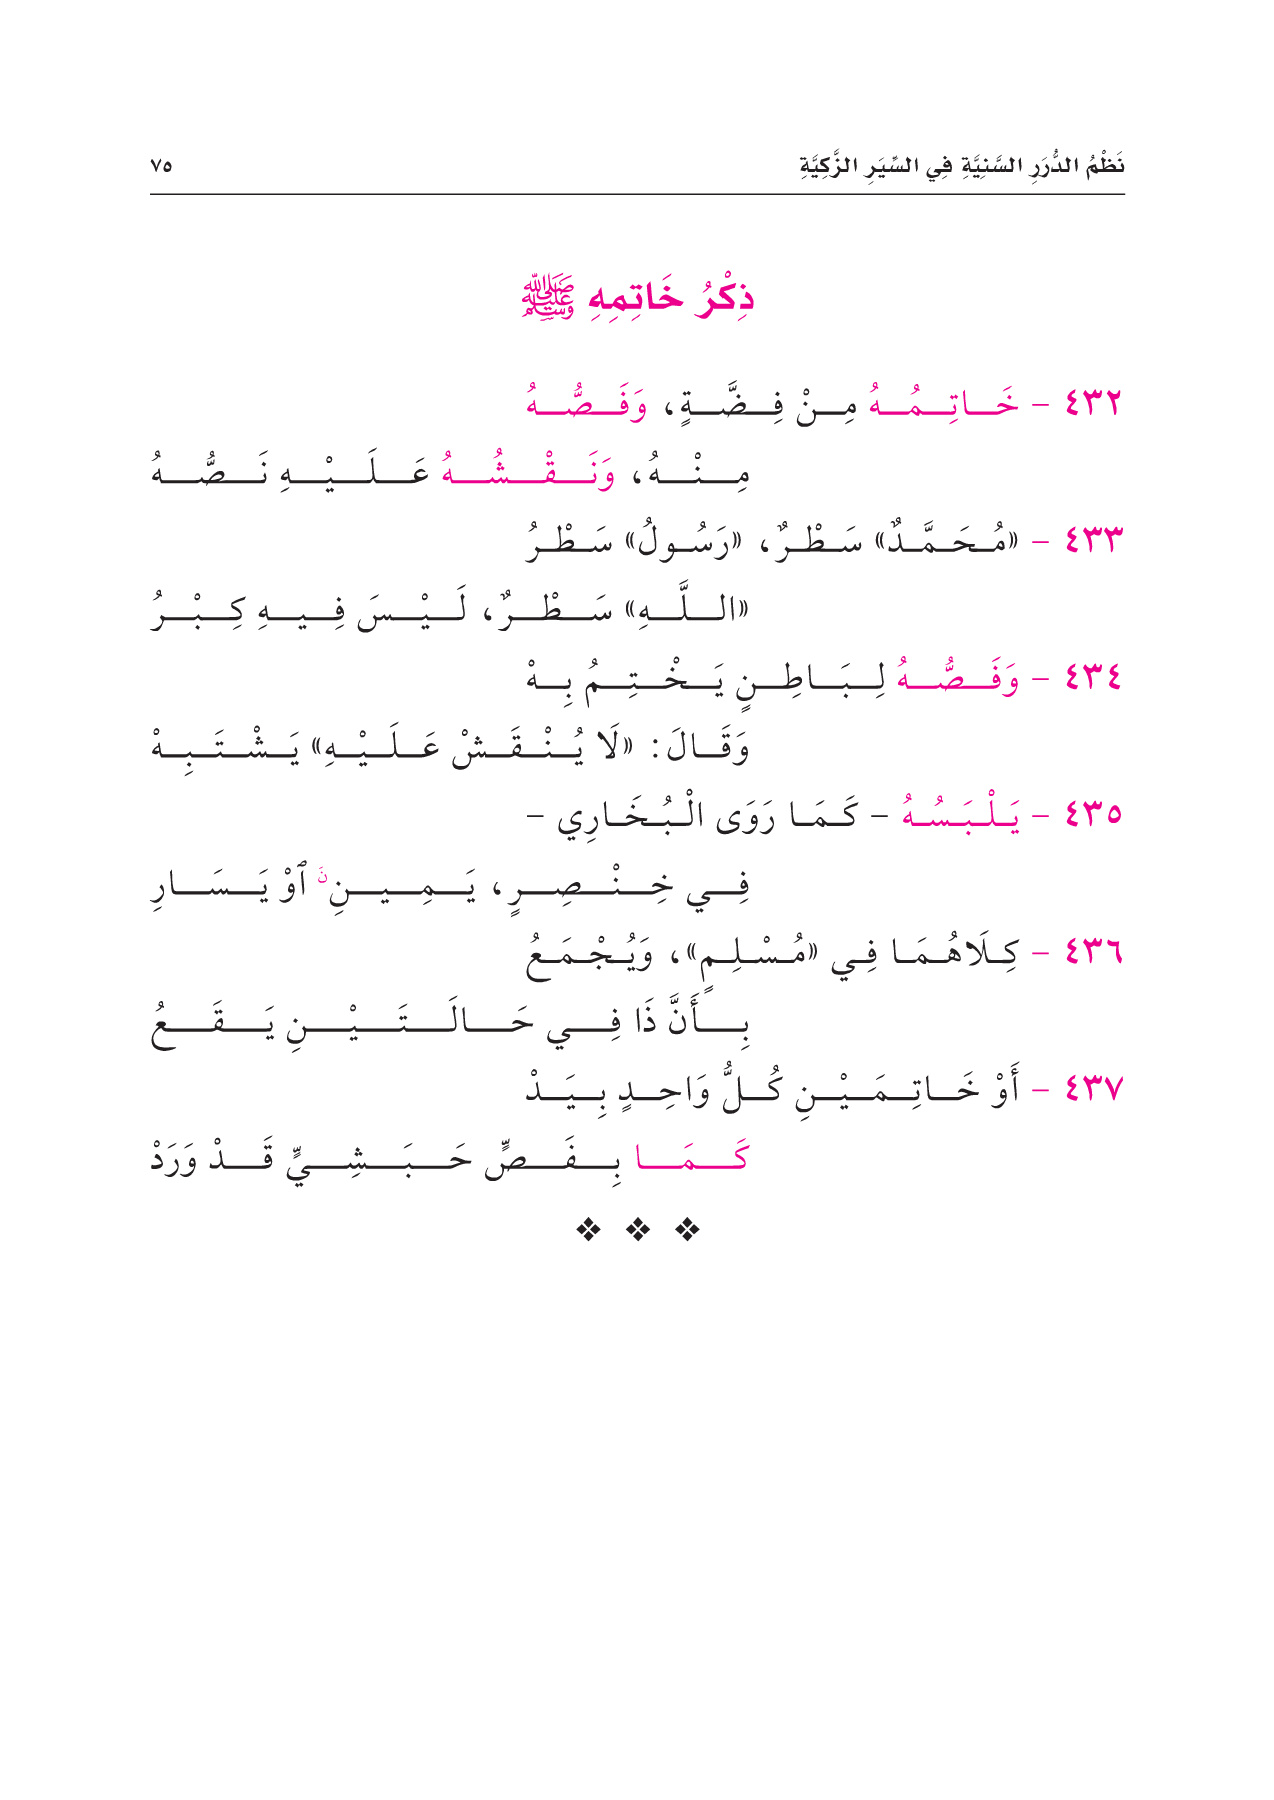 نَظْمُ الدُّرَرِ السَّنِيَّةِ فِي السِّيَرِ الزَّكِيَّةِ ٧٥
ذِكْرُ خَاتِمِهِ ﷺ
٤٣٢ - خَاتِمُهُ مِنْ فِضَّةٍ، وَفَصُّهُ
مِنْهُ، وَنَقْشُهُ عَلَيْهِ نَصُّهُ
٤٣٣ - «مُحَمَّدٌ» سَطْرٌ، «رَسُولُ» سَطْرُ
«اللَّهِ» سَطْرٌ، لَيْسَ فِيهِ كِبْرُ
٤٣٤ - وَفَصُّهُ لِبَاطِنٍ يَخْتِمُ بِهْ
وَقَالَ: «لَا يُنْقَشْ عَلَيْهِ» يَشْتَبِهْ
٤٣٥ - يَلْبَسُهُ - كَمَا رَوَى الْبُخَارِي -
فِي خِنْصِرٍ، يَمِينِ نَ ٱوْ يَسَارِ
٤٣٦ - كِلَاهُمَا فِي «مُسْلِمٍ»، وَيُجْمَعُ
بِأَنَّ ذَا فِي حَالَتَيْنِ يَقَعُ
٤٣٧ - أَوْ خَاتِمَيْنِ كُلُّ وَاحِدٍ بِيَدْ
كَمَا بِفَصٍّ حَبَشِيٍّ قَدْ وَرَدْ